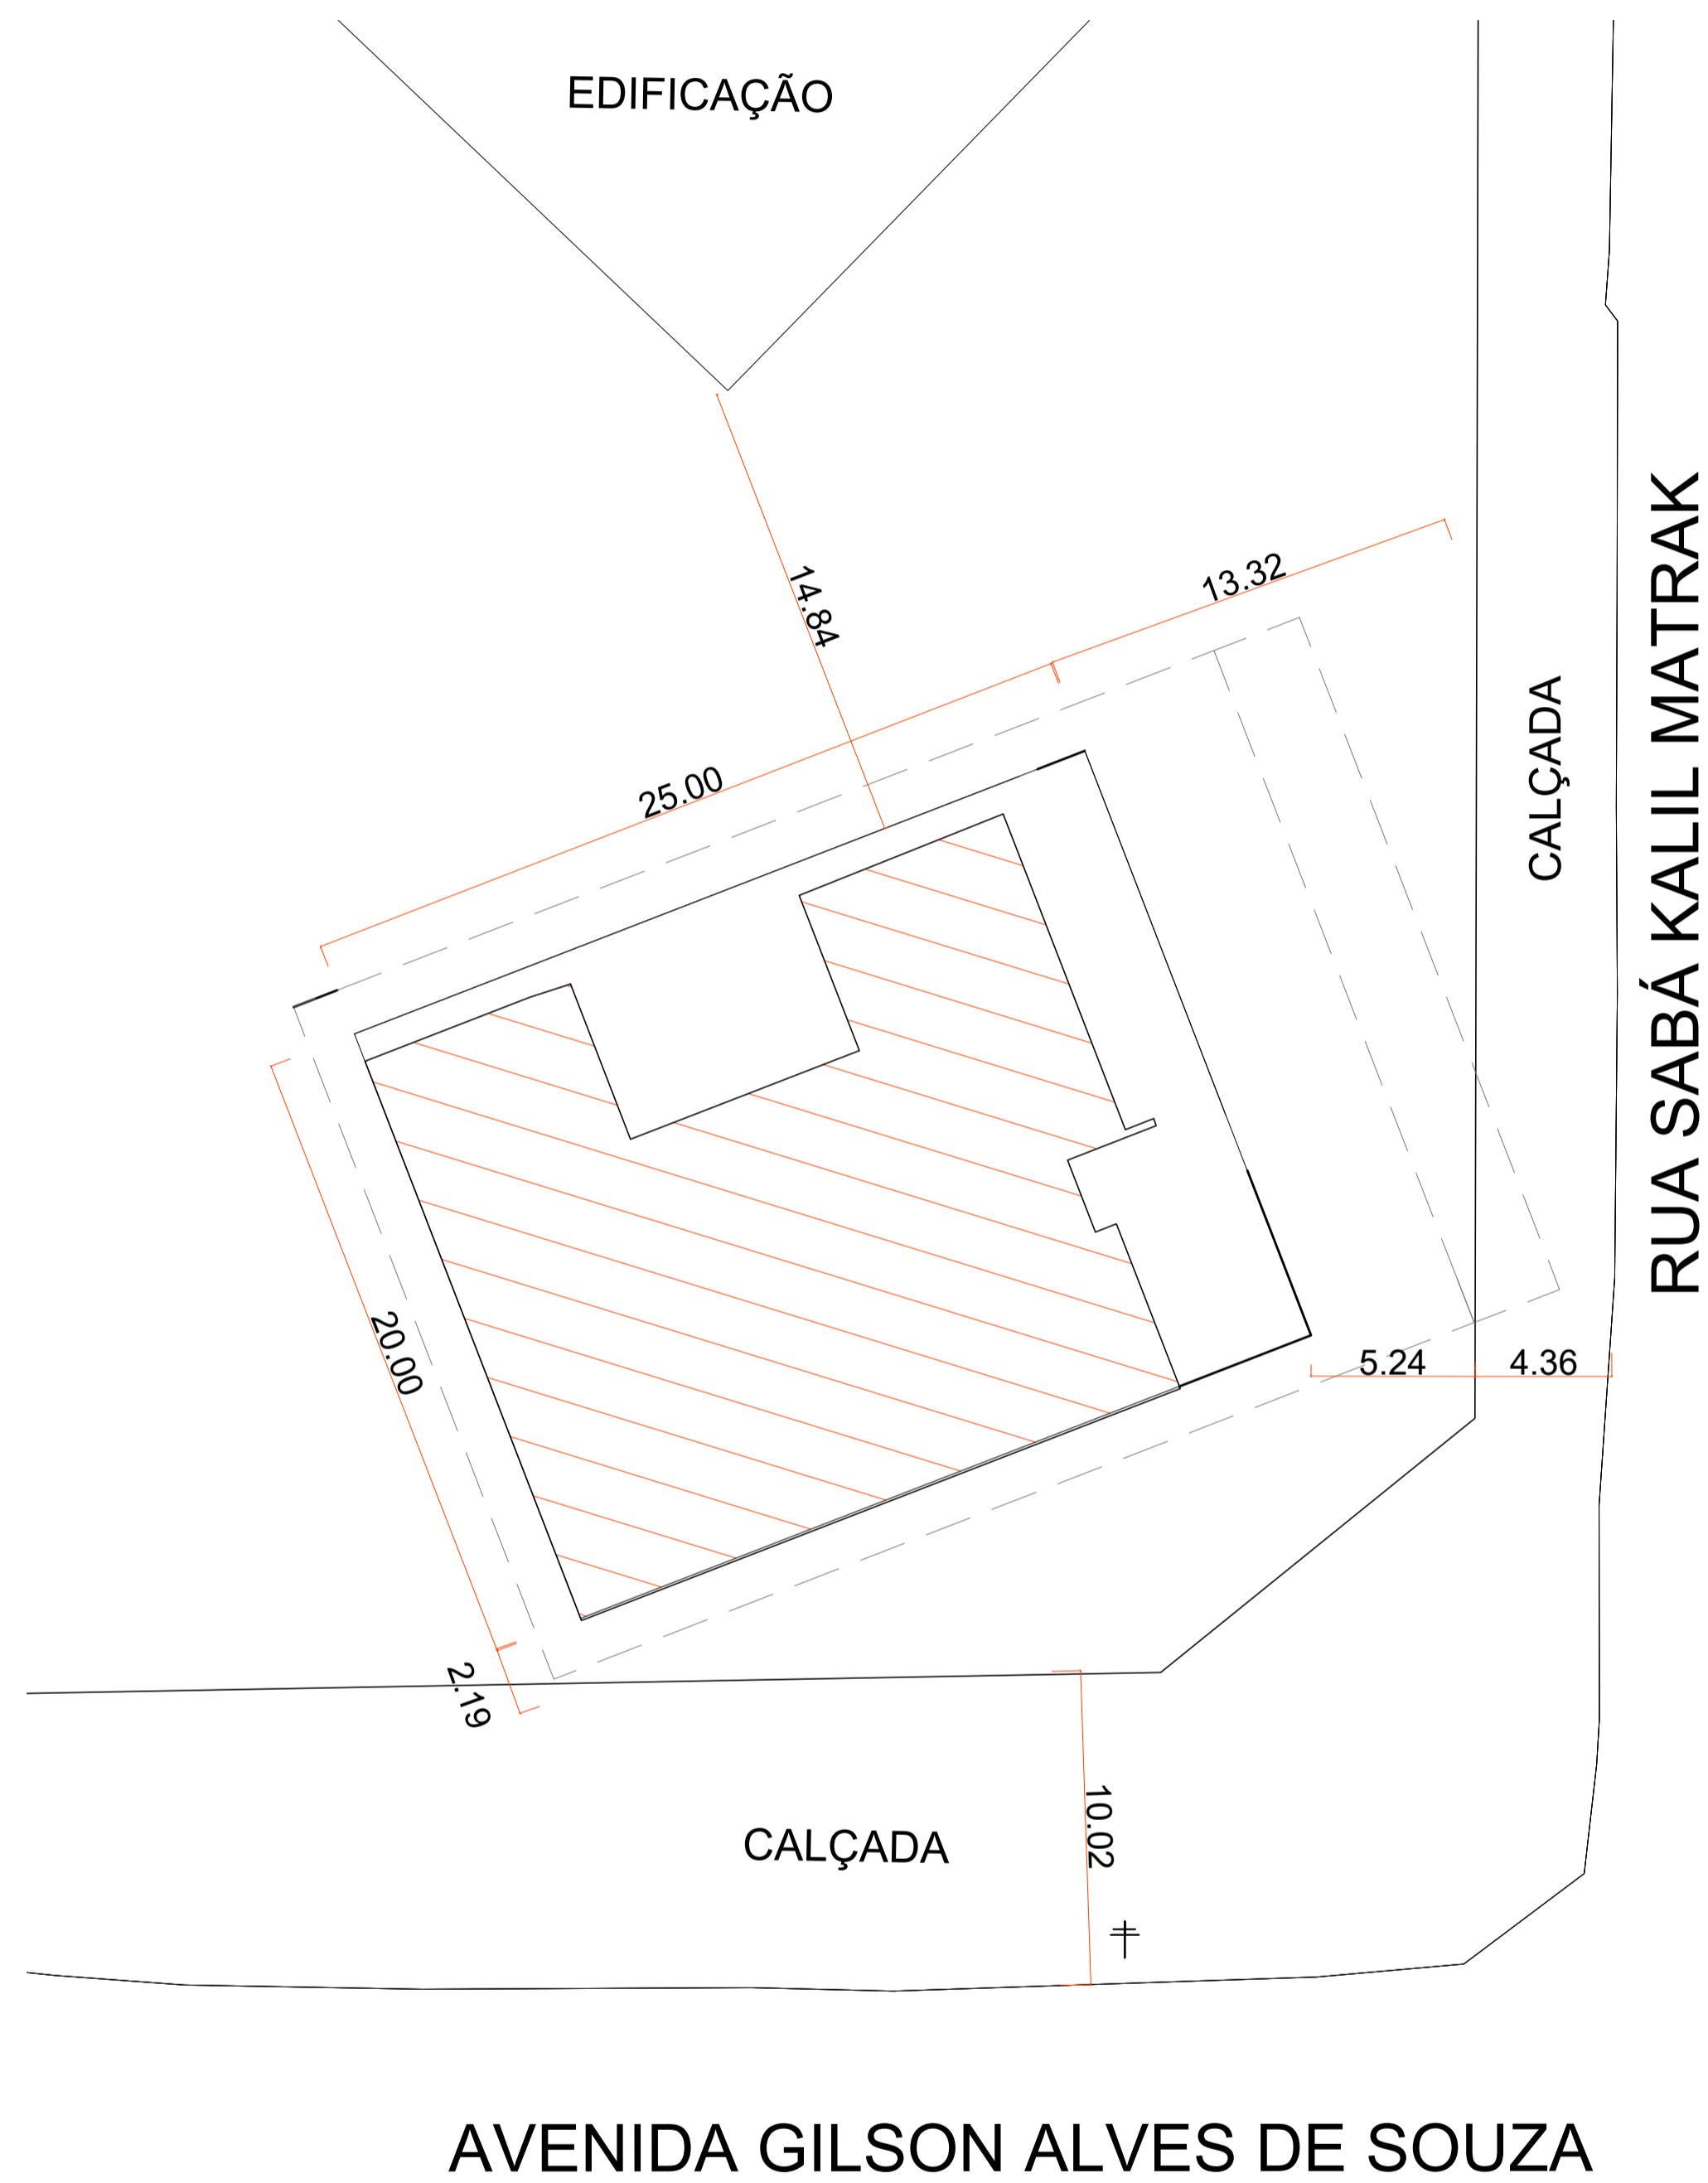 EDIFICAÇÃO
14.84
13.32
25.00
CALÇADA
RUA SABÁ KALIL MATRAK
20.00
5.24
4.36
2.19
10.02
CALÇADA
AVENIDA GILSON ALVES DE SOUZA